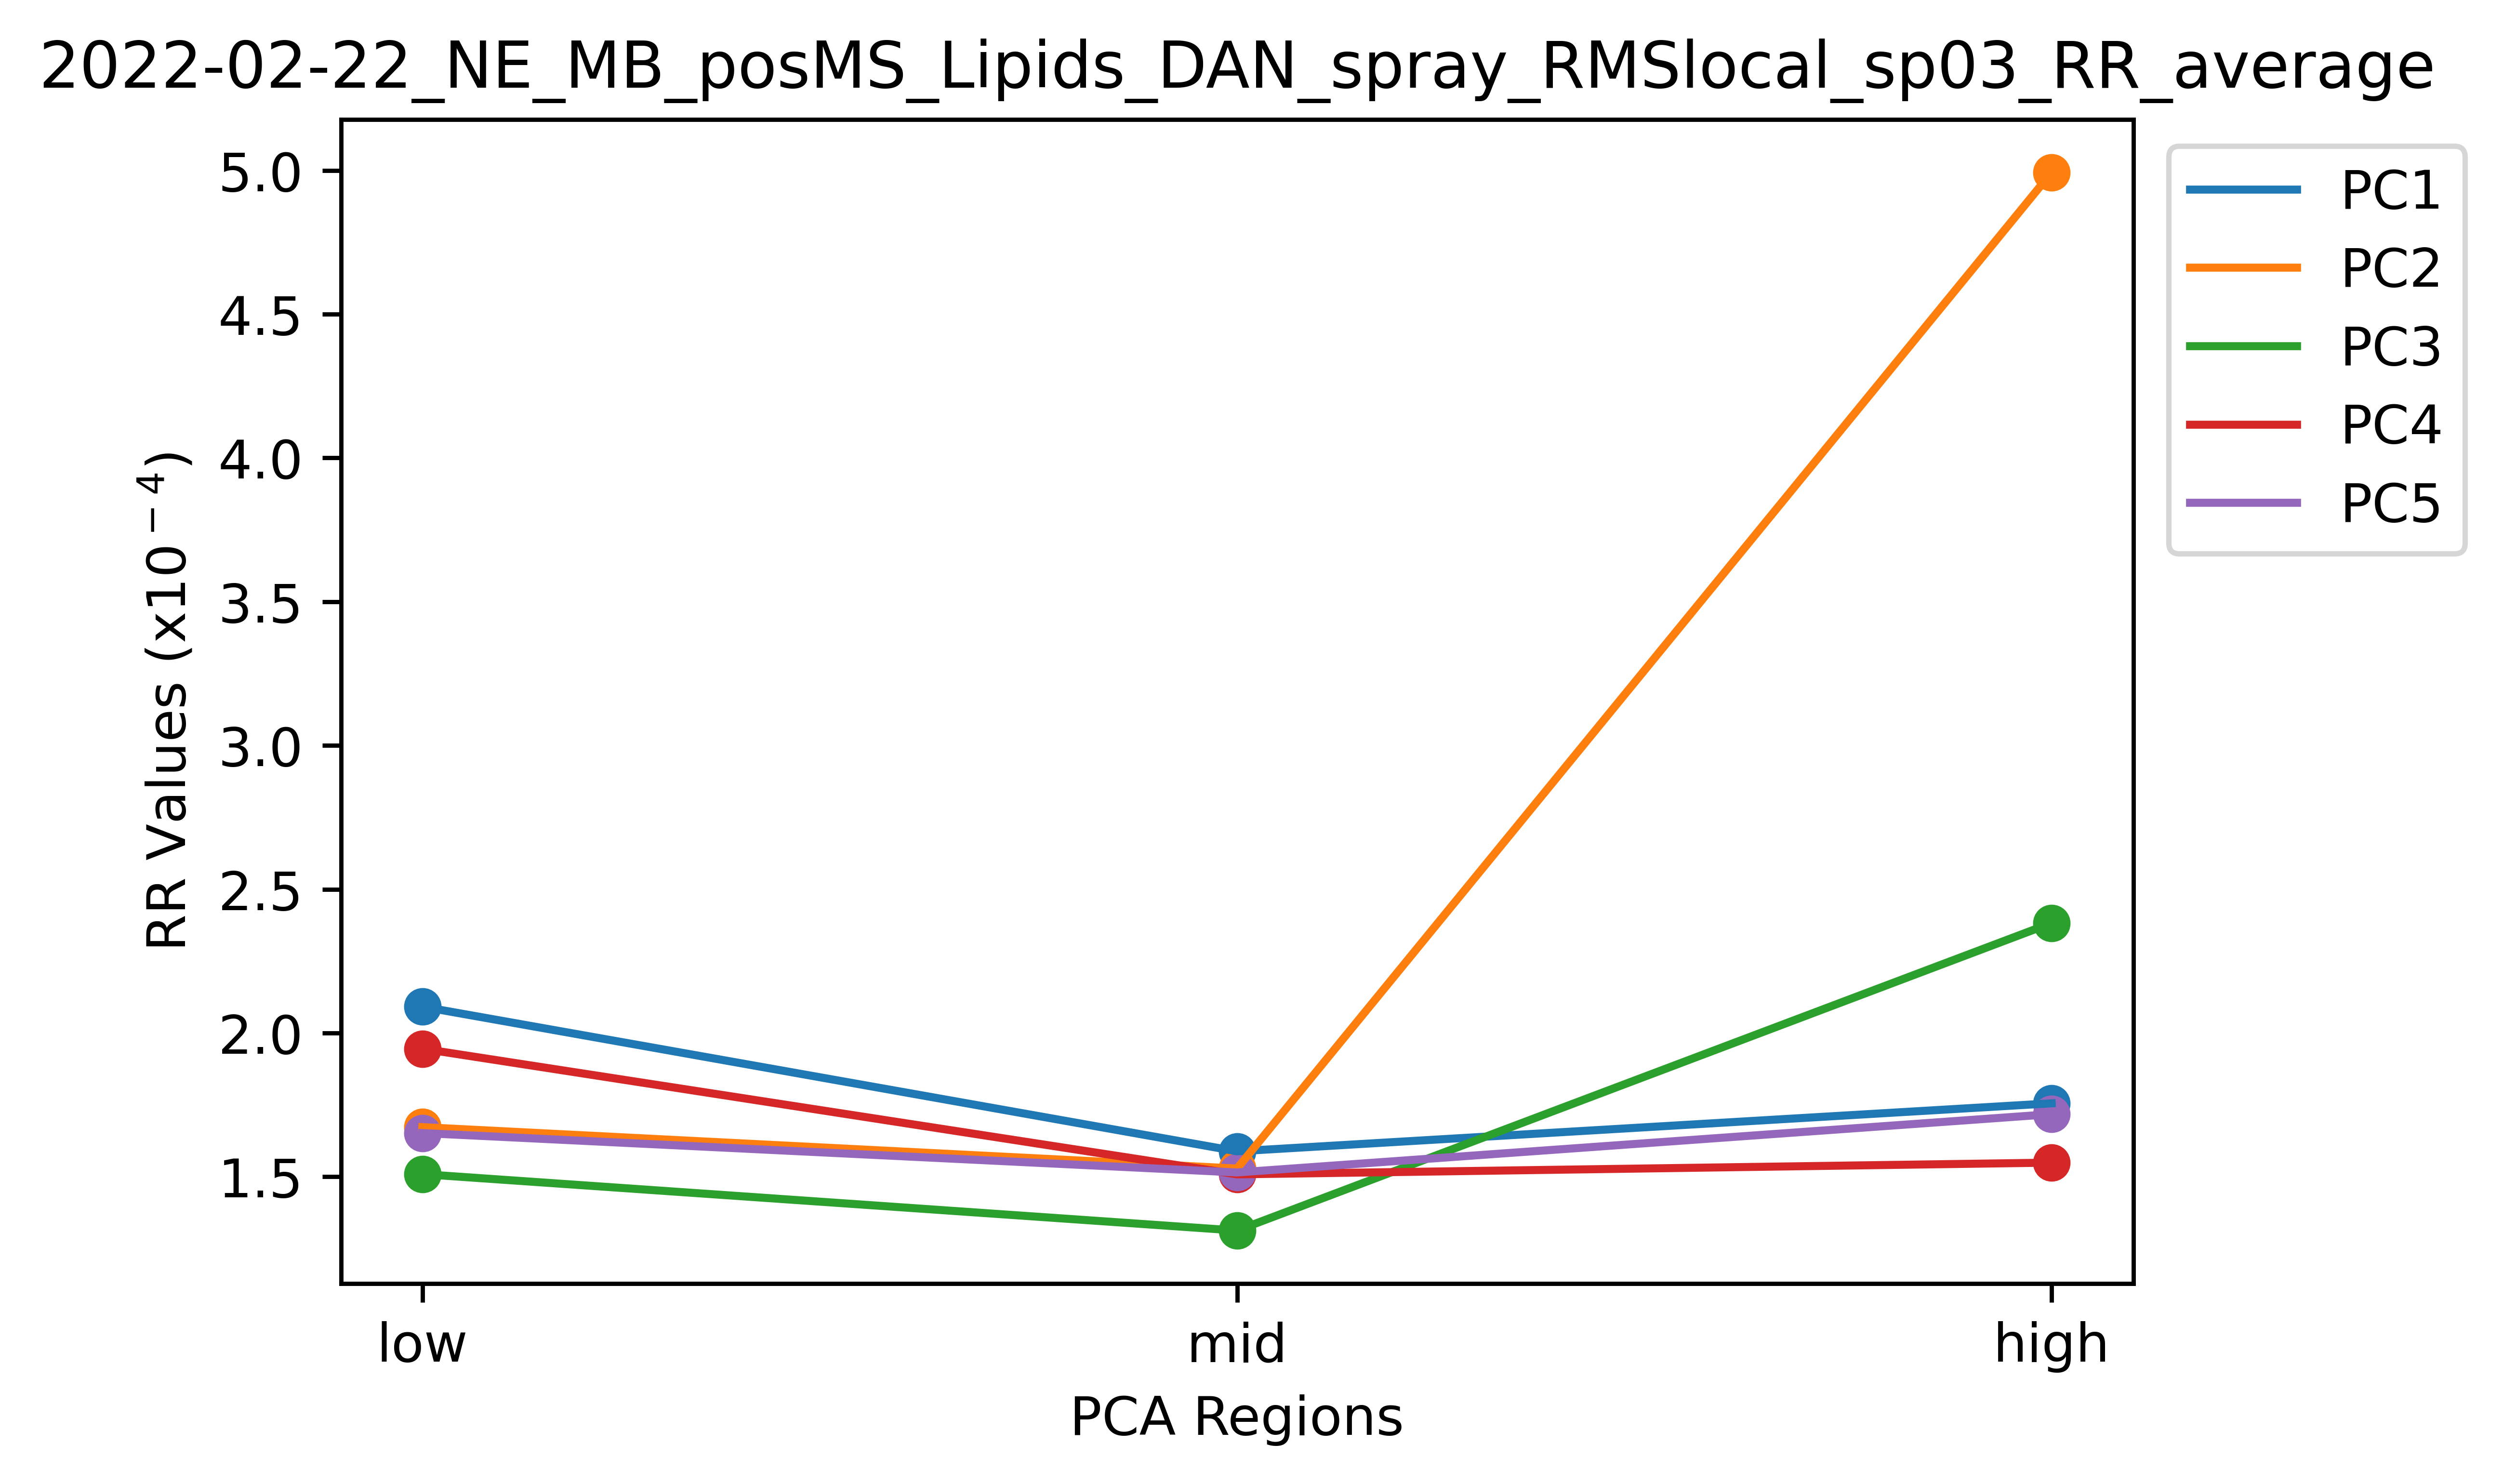 2022-02-22_NE_MB_posMS_Lipids_DAN_spray_RMSlocal_sp03_RR_average
RR Values (x10⁻⁴)
5.0
4.5
4.0
3.5
3.0
2.5
2.0
1.5
low mid high
PCA Regions
PC1
PC2
PC3
PC4
PC5